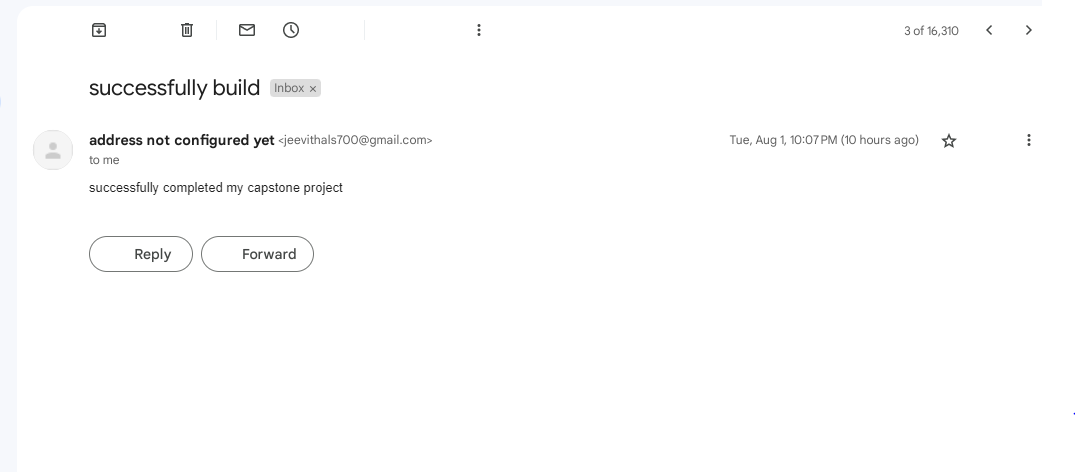 3 of 16,310
successfully build Inbox ×
address not configured yet <jeevithals700@gmail.com> Tue, Aug 1, 10:07 PM (10 hours ago)
to me
successfully completed my capstone project
Reply Forward